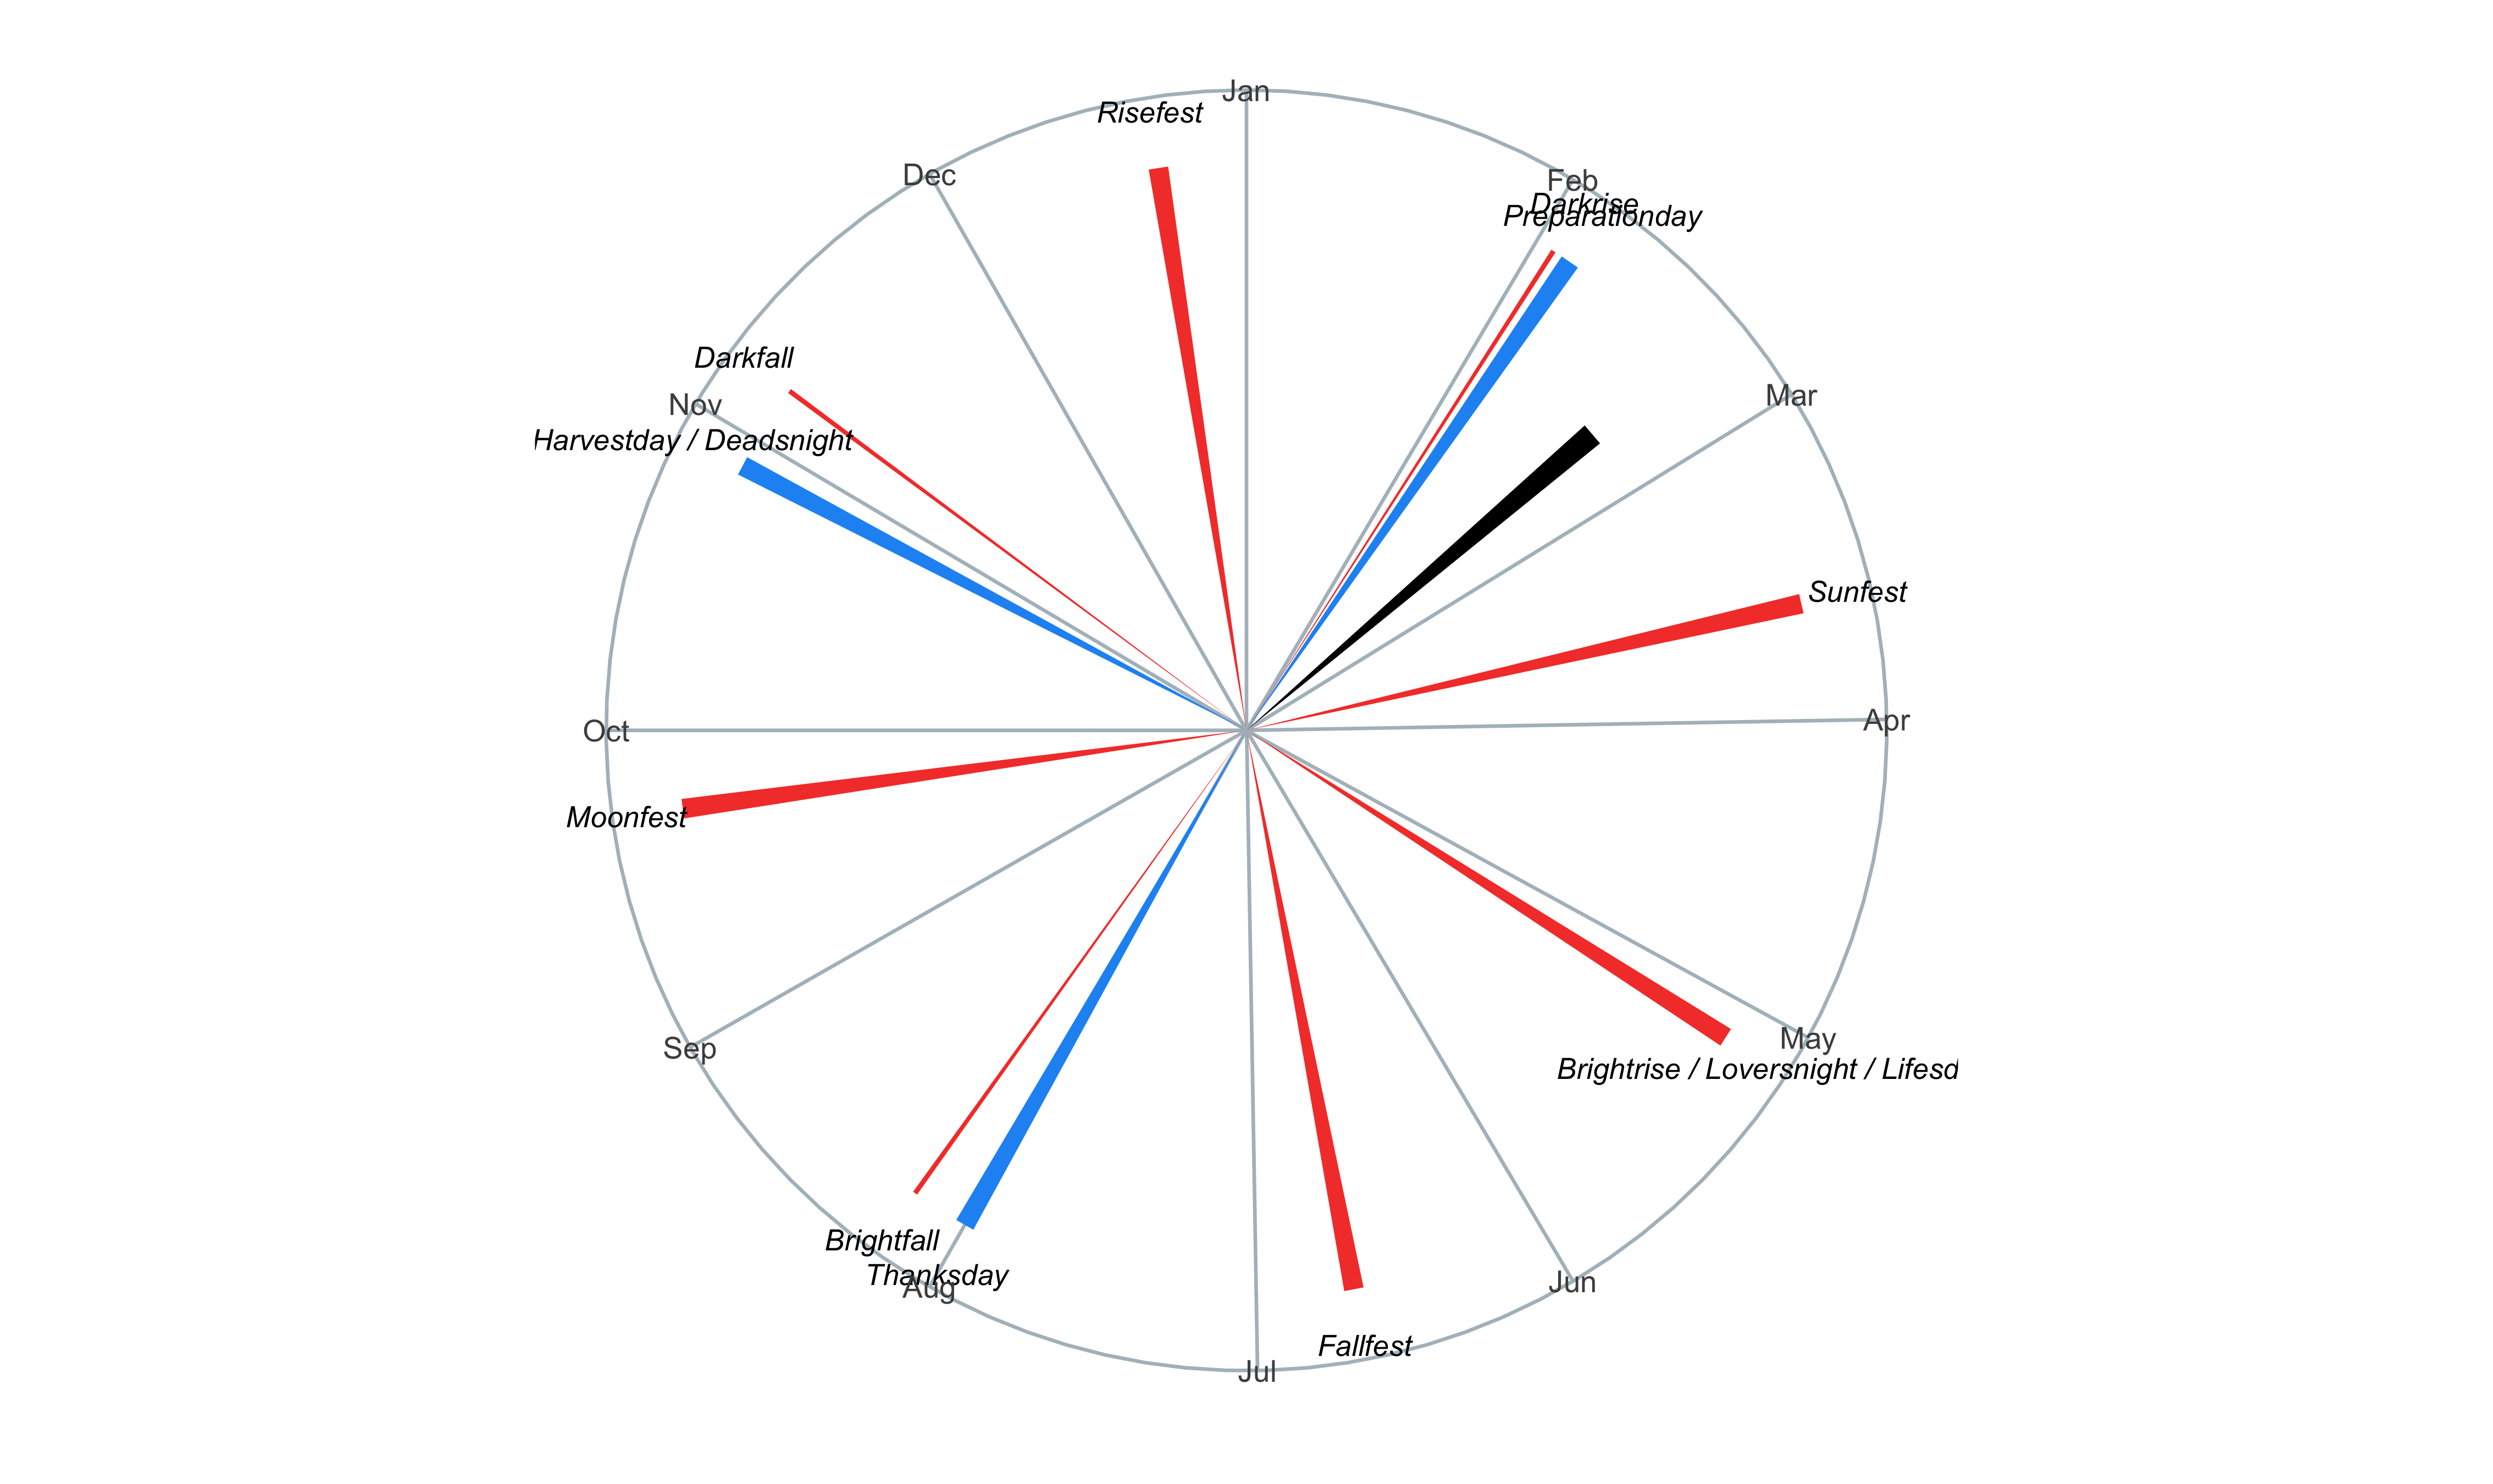 Jan
Risefest
Dec
Feb
Darkrise
Preparationday
Darkfall
Mar
Nov
Harvestday / Deadsnight
Sunfest
Apr
Oct
Moonfest
May
Sep
Brightrise / Loversnight / Lifesd
Brightfall
Thanksday
Aug
Jun
Fallfest
Jul